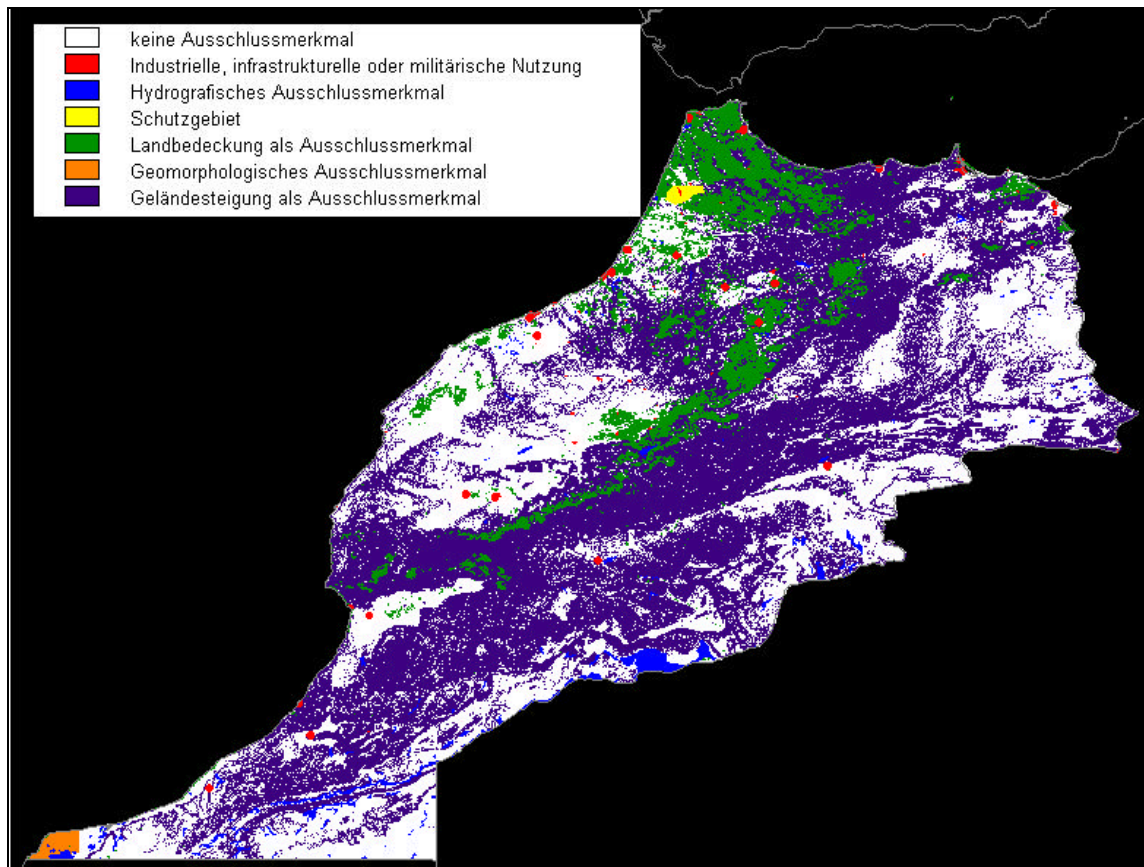 keine Ausschlussmerkmal
Industrielle, infrastrukturelle oder militärische Nutzung
Hydrografisches Ausschlussmerkmal
Schutzgebiet
Landbedeckung als Ausschlussmerkmal
Geomorphologisches Ausschlussmerkmal
Geländesteigung als Ausschlussmerkmal